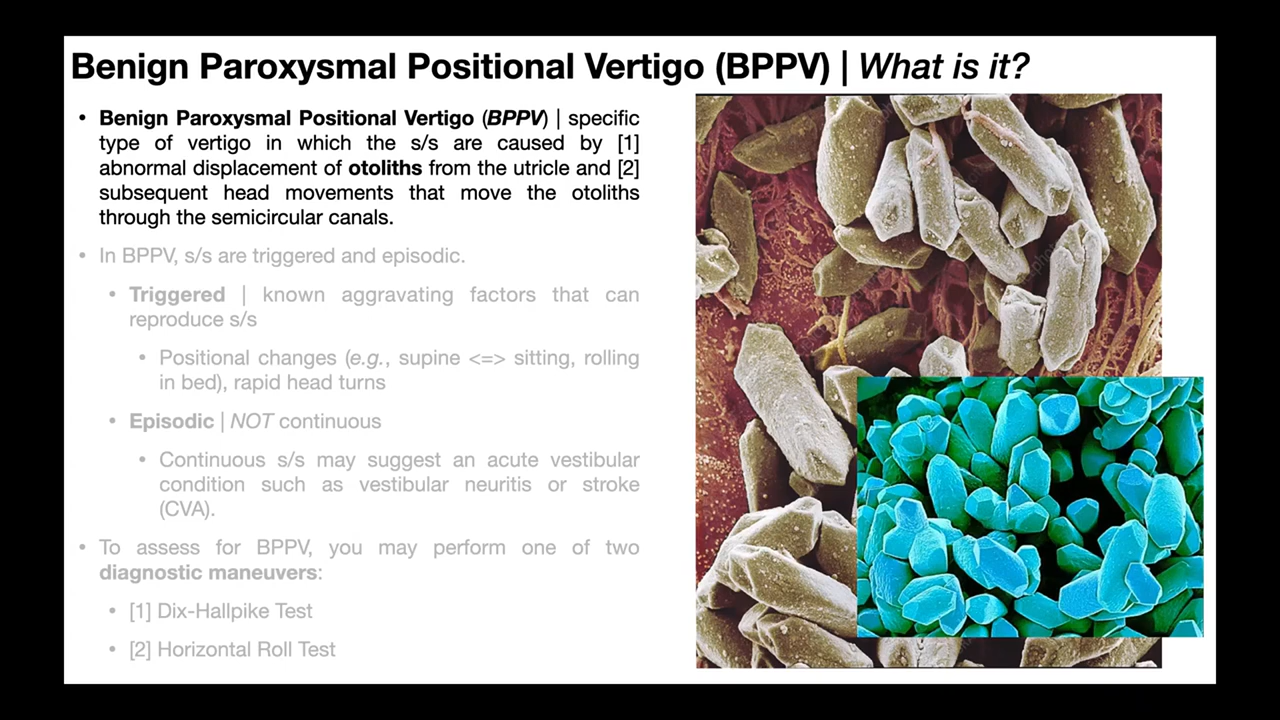 Benign Paroxysmal Positional Vertigo (BPPV) | What is it?
• Benign Paroxysmal Positional Vertigo (BPPV) | specific
type of vertigo in which the s/s are caused by [1]
abnormal displacement of otoliths from the utricle and [2]
subsequent head movements that move the otoliths
through the semicircular canals.
• In BPPV, s/s are triggered and episodic.
• Triggered | known aggravating factors that can
reproduce s/s
• Positional changes (e.g., supine <=> sitting, rolling
in bed), rapid head turns
• Episodic | NOT continuous
• Continuous s/s may suggest an acute vestibular
condition such as vestibular neuritis or stroke
(CVA).
• To assess for BPPV, you may perform one of two
diagnostic maneuvers:
• [1] Dix-Hallpike Test
• [2] Horizontal Roll Test